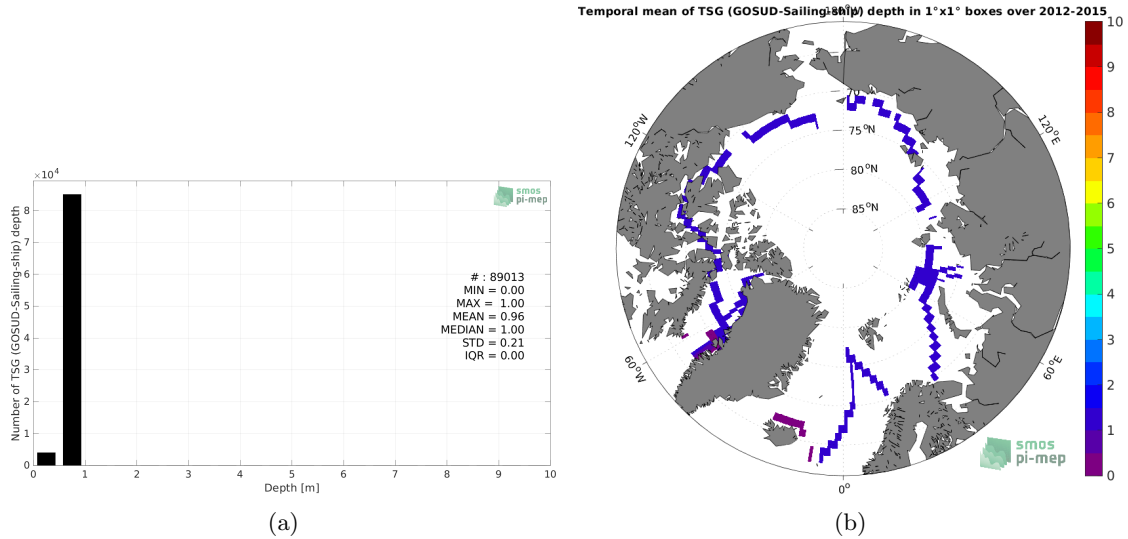 Temporal mean of TSG (GOSUD-Sailing-ship) depth in 1°x1° boxes over 2012-2015
×10⁴
Number of TSG (GOSUD-Sailing-ship) depth
8
7
6
5
4
3
2
1
0
0 1 2 3 4 5 6 7 8 9 10
Depth [m]
smos
pi-mep
# : 89013
MIN = 0.00
MAX = 1.00
MEAN = 0.96
MEDIAN = 1.00
STD = 0.21
IQR = 0.00
(a)
180°W
120°W
120°E
75°N
80°N
85°N
60°W
60°E
0°
smos
pi-mep
10
9
8
7
6
5
4
3
2
1
0
(b)